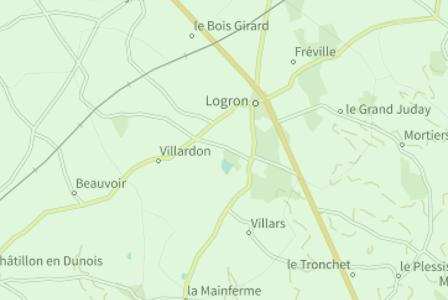 le Bois Girard
Fréville
Logron
le Grand Juday
Mortiers
Villardon
Beauvoir
Villars
hâtillon en Dunois
le Tronchet
le Plessis
M
la Mainferme